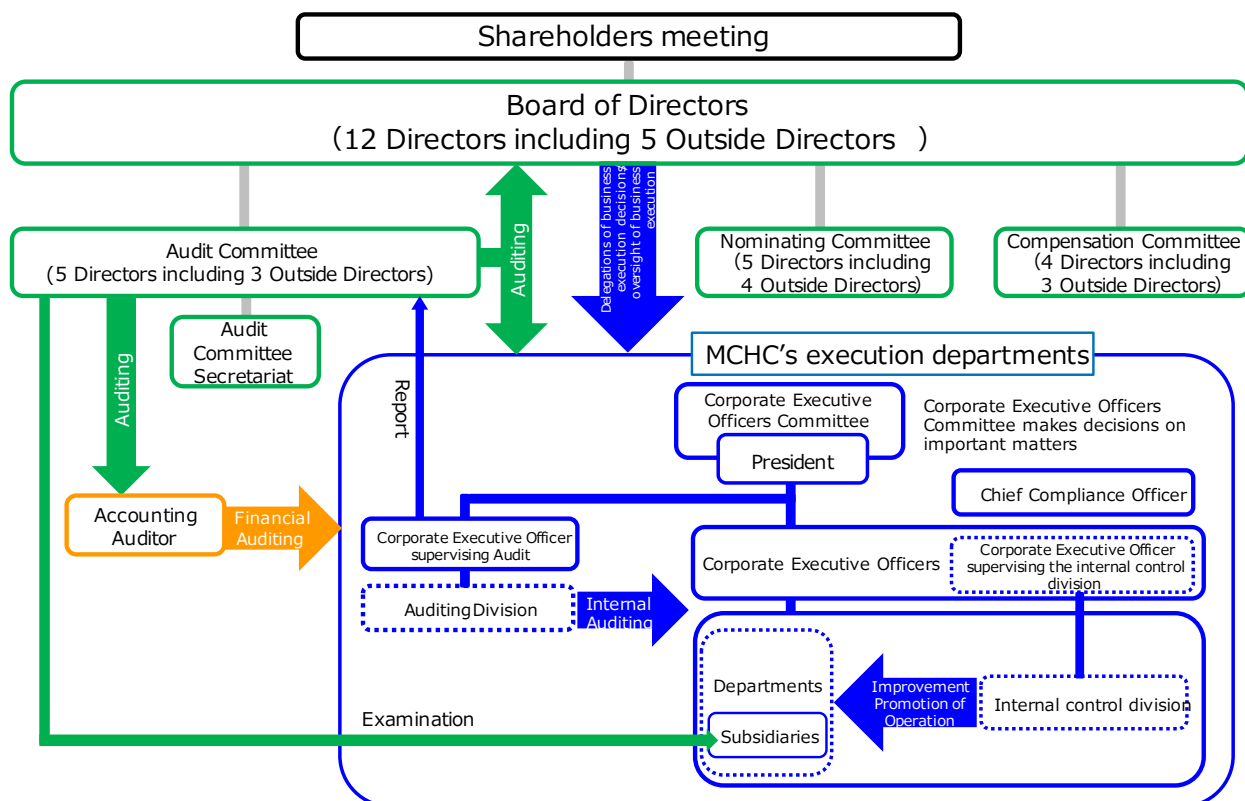 Shareholders meeting
Board of Directors
（12 Directors including 5 Outside Directors ）
Delegations of business
execution decisions,
oversight of business
execution
Auditing
Audit Committee
(5 Directors including 3 Outside Directors)
Nominating Committee
（5 Directors including
4 Outside Directors)
Compensation Committee
（4 Directors including
3 Outside Directors)
Audit
Committee
Secretariat
Auditing
Report
MCHC’s execution departments
Corporate Executive
Officers Committee
President
Corporate Executive Officers
Committee makes decisions on
important matters
Chief Compliance Officer
Accounting
Auditor
Financial
Auditing
Corporate Executive Officer
supervising Audit
Corporate Executive Officers
Corporate Executive Officer
supervising the internal control
division
Auditing Division
Internal
Auditing
Departments
Improvement
Promotion of
Operation
Internal control division
Examination
Subsidiaries